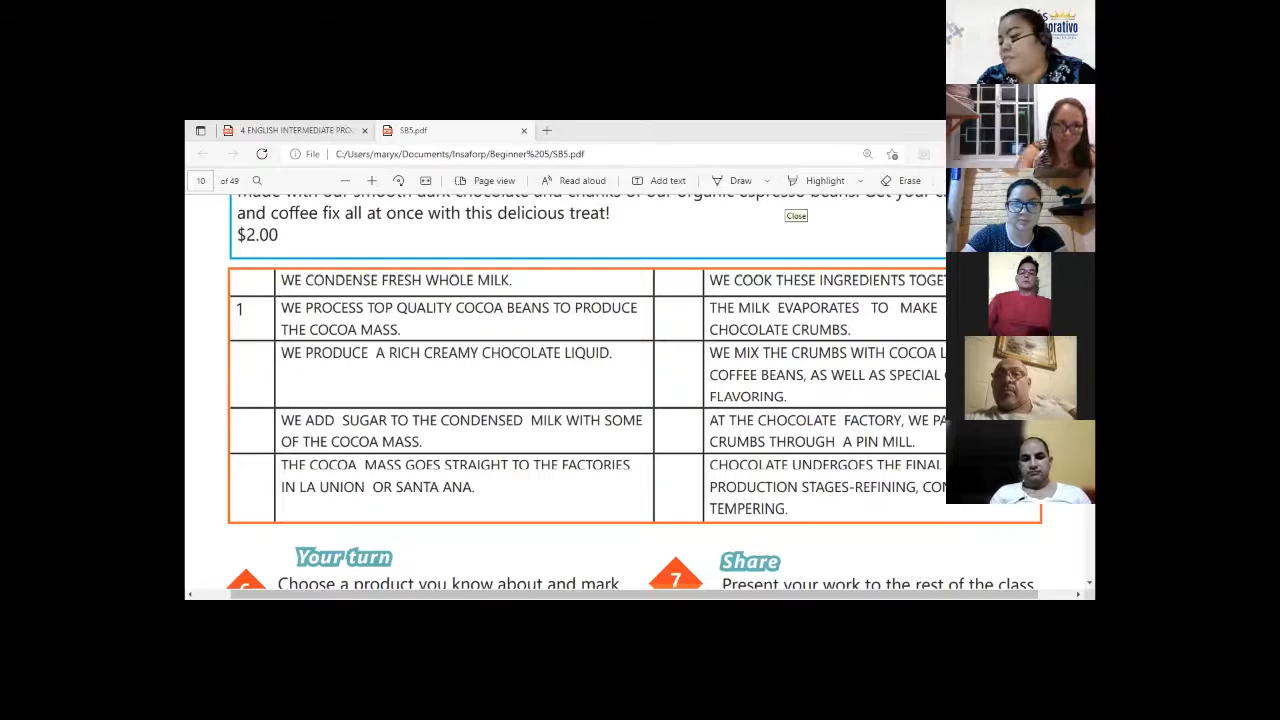 orativo
4 ENGLISH INTERMEDIATE PRO...
SB5.pdf
File
C:/Users/maryx/Documents/Insaforp/Beginner%205/SB5.pdf
10 of 49
Page view
Read aloud
Add text
Draw
Highlight
Erase
and coffee fix all at once with this delicious treat!
Close
$2.00
WE CONDENSE FRESH WHOLE MILK.
WE COOK THESE INGREDIENTS TOGET
1
WE PROCESS TOP QUALITY COCOA BEANS TO PRODUCE
THE COCOA MASS.
THE MILK EVAPORATES TO MAKE
CHOCOLATE CRUMBS.
WE PRODUCE A RICH CREAMY CHOCOLATE LIQUID.
WE MIX THE CRUMBS WITH COCOA L
COFFEE BEANS, AS WELL AS SPECIAL
FLAVORING.
WE ADD SUGAR TO THE CONDENSED MILK WITH SOME
OF THE COCOA MASS.
AT THE CHOCOLATE FACTORY, WE PA
CRUMBS THROUGH A PIN MILL.
THE COCOA MASS GOES STRAIGHT TO THE FACTORIES
IN LA UNION OR SANTA ANA.
CHOCOLATE UNDERGOES THE FINAL
PRODUCTION STAGES-REFINING, CON
TEMPERING.
Your turn
Choose a product you know about and mark
7
Share
Present your work to the rest of the class